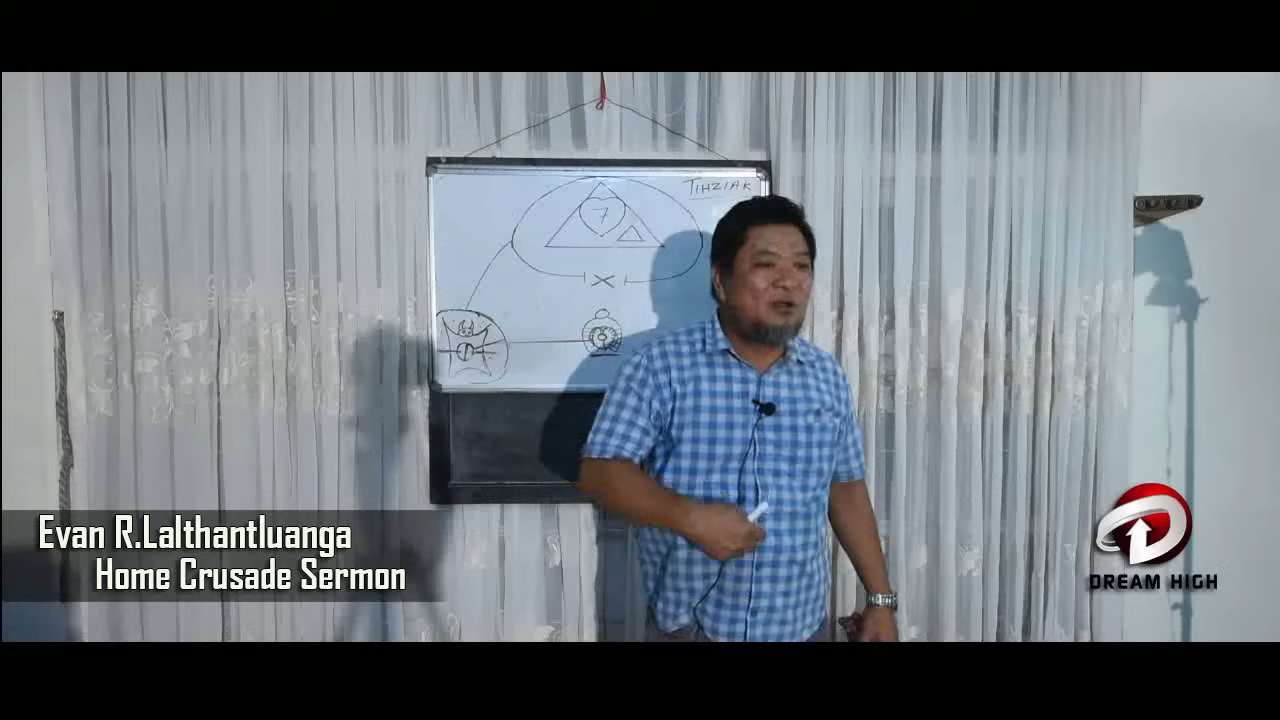 TIHZIAK
7
X
Evan R.Lalthantluanga
Home Crusade Sermon
DREAM HIGH